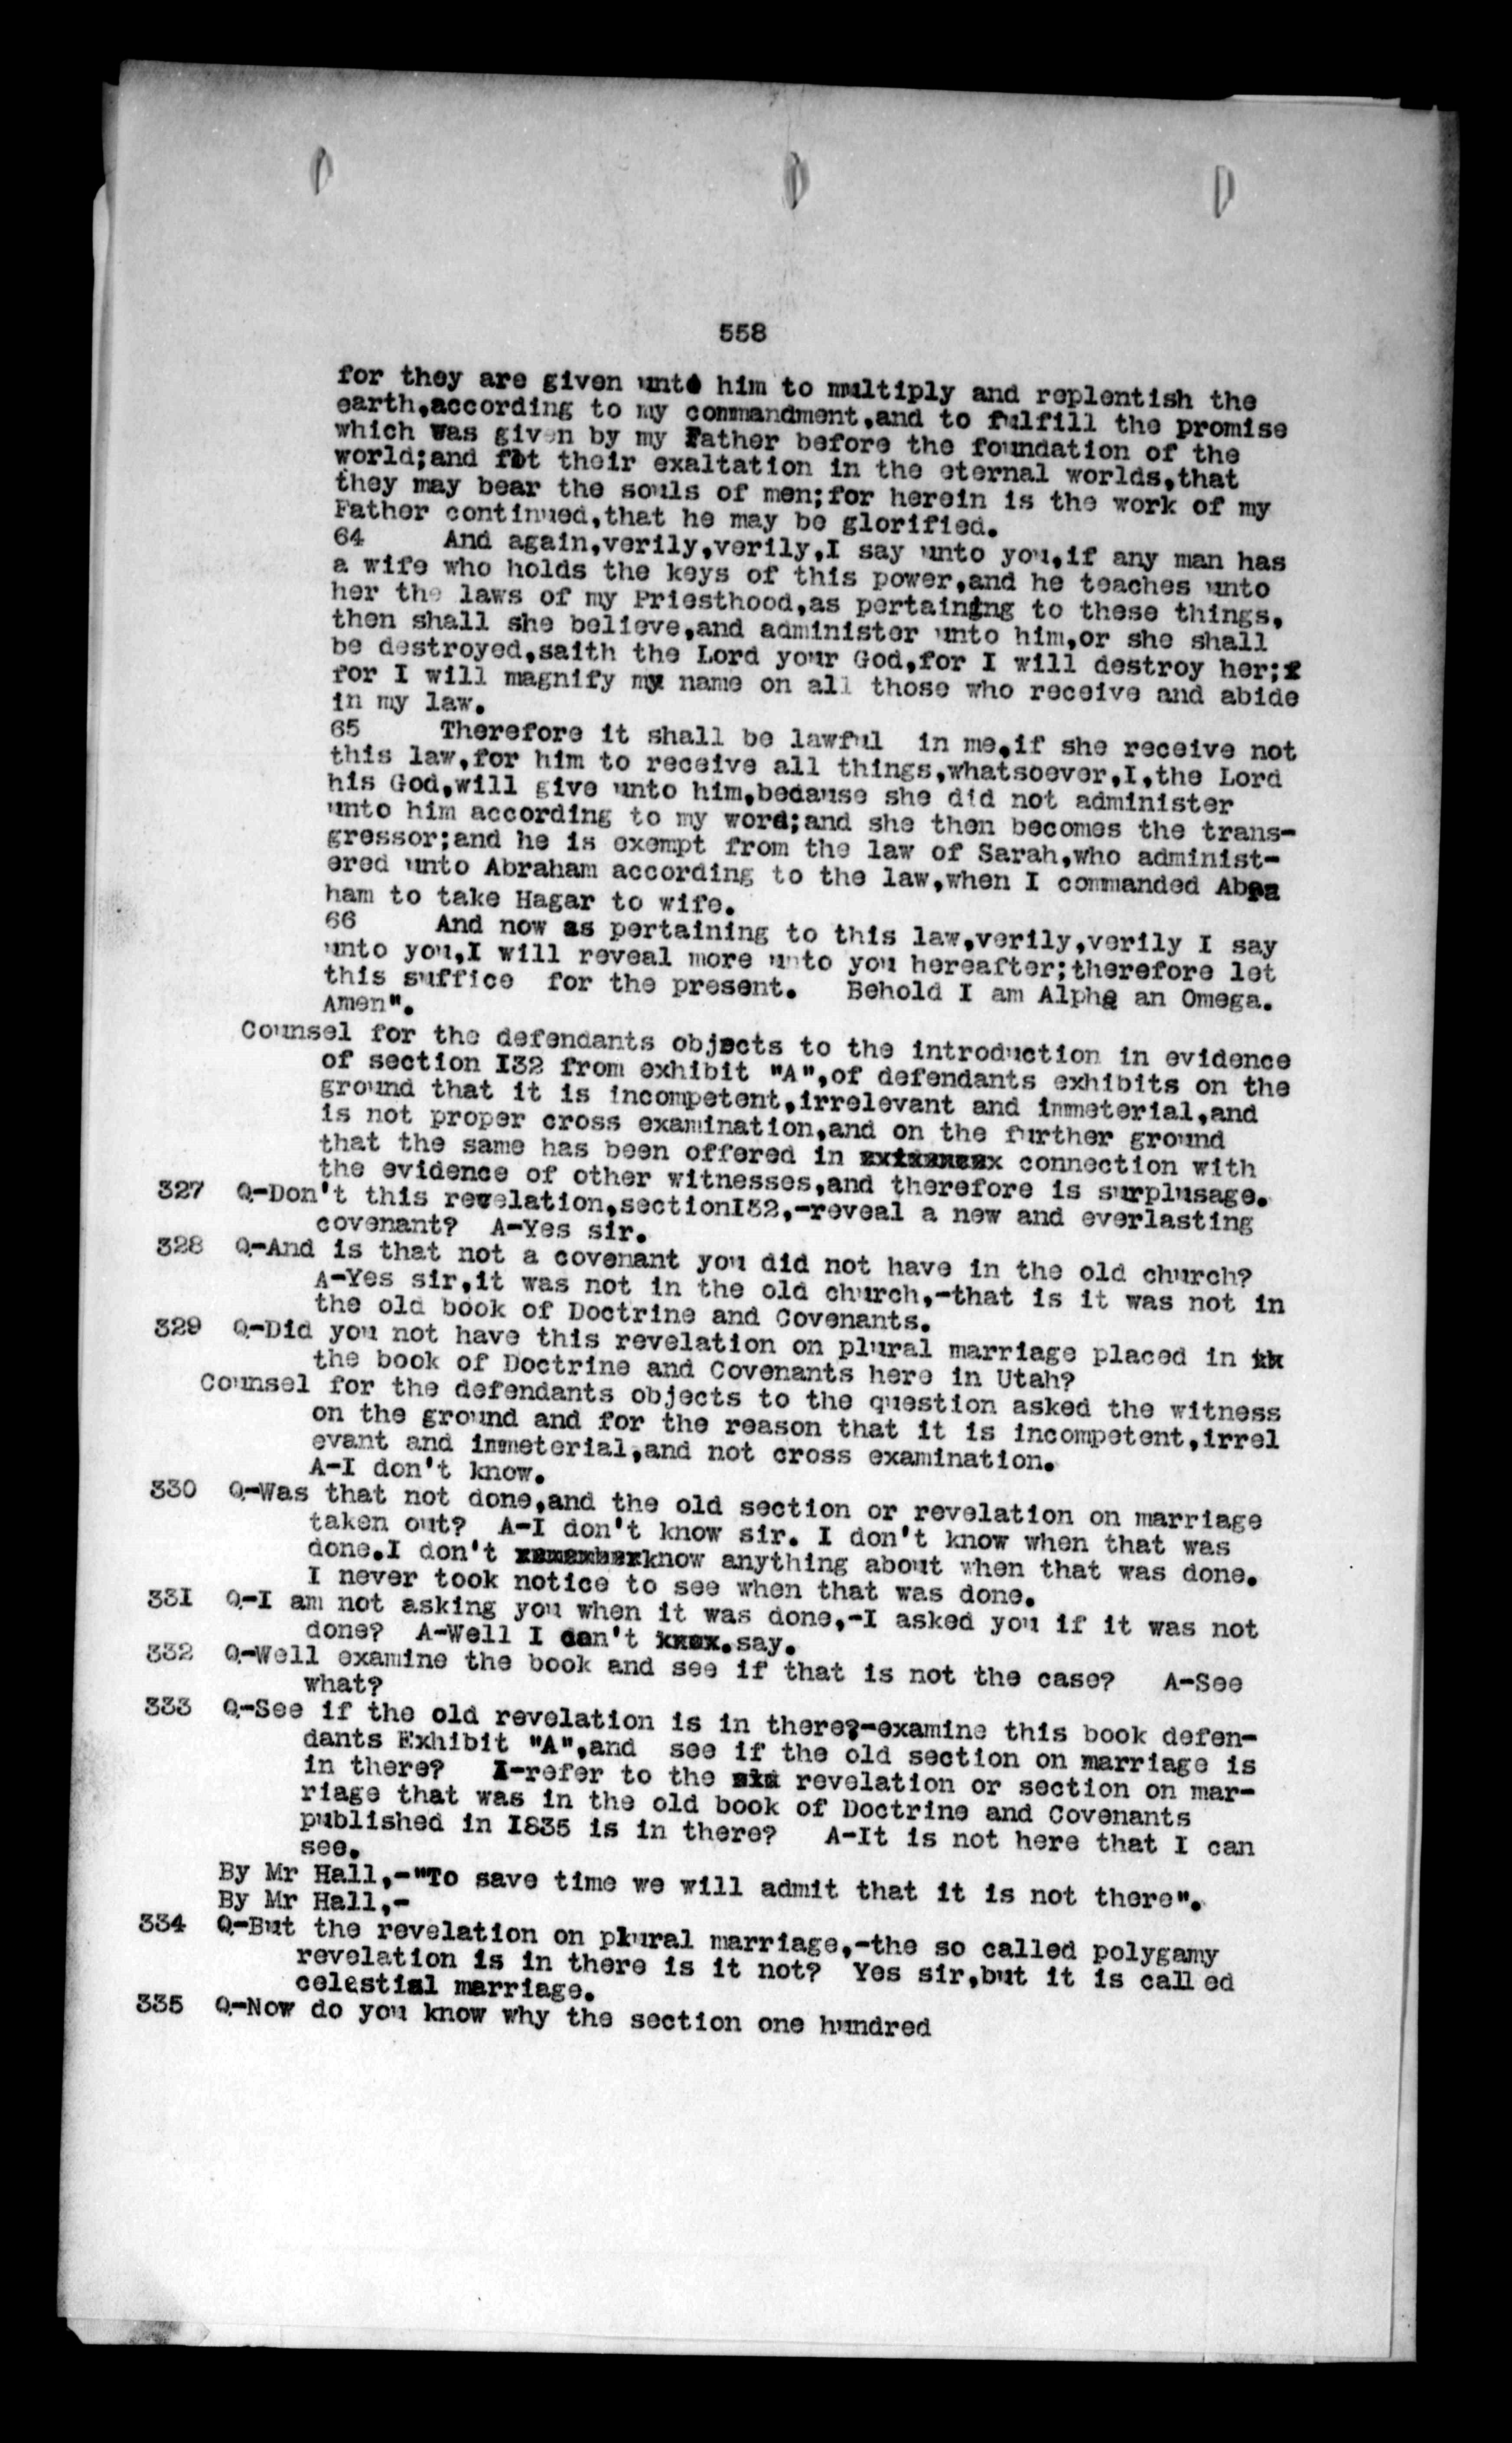 558
for they are given unto him to multiply and replentish the
earth,according to my commandment,and to fulfill the promise
which was given by my Father before the foundation of the
world;and fot their exaltation in the eternal worlds,that
they may bear the souls of men;for herein is the work of my
Father continued,that he may be glorified.
64 And again,verily,verily,I say unto you,if any man has
a wife who holds the keys of this power,and he teaches unto
her the laws of my Priesthood,as pertaining to these things,
then shall she believe,and administer unto him,or she shall
be destroyed,saith the Lord your God,for I will destroy her;x
for I will magnify my name on all those who receive and abide
in my law.
65 Therefore it shall be lawful in me,if she receive not
this law,for him to receive all things,whatsoever,I,the Lord
his God,will give unto him,bedause she did not administer
unto him according to my word;and she then becomes the trans-
gressor;and he is exempt from the law of Sarah,who administ-
ered unto Abraham according to the law,when I commanded Abra
ham to take Hagar to wife.
66 And now as pertaining to this law,verily,verily I say
unto you,I will reveal more unto you hereafter;therefore let
this suffice for the present. Behold I am Alpha an Omega.
Amen".
Counsel for the defendants objects to the introduction in evidence
of section I32 from exhibit "A",of defendants exhibits on the
ground that it is incompetent,irrelevant and immeterial,and
is not proper cross examination,and on the further ground
that the same has been offered in connection with
the evidence of other witnesses,and therefore is surplusage.
327 Q-Don't this revelation,sectionI32,-reveal a new and everlasting
covenant? A-Yes sir.
328 Q-And is that not a covenant you did not have in the old church?
A-Yes sir,it was not in the old church,-that is it was not in
the old book of Doctrine and Covenants.
329 Q-Did you not have this revelation on plural marriage placed in
the book of Doctrine and Covenants here in Utah?
Counsel for the defendants objects to the question asked the witness
on the ground and for the reason that it is incompetent,irrel
evant and immeterial,and not cross examination.
A-I don't know.
330 Q-Was that not done,and the old section or revelation on marriage
taken out? A-I don't know sir. I don't know when that was
done.I don't know anything about when that was done.
I never took notice to see when that was done.
331 Q-I am not asking you when it was done,-I asked you if it was not
done? A-Well I can't say.
332 Q-Well examine the book and see if that is not the case? A-See
what?
333 Q-See if the old revelation is in there?-examine this book defen-
dants Exhibit "A",and see if the old section on marriage is
in there? I-refer to the revelation or section on mar-
riage that was in the old book of Doctrine and Covenants
published in I835 is in there? A-It is not here that I can
see.
By Mr Hall,-"To save time we will admit that it is not there".
By Mr Hall,-
334 Q-But the revelation on plural marriage,-the so called polygamy
revelation is in there is it not? Yes sir,but it is call ed
celestial marriage.
335 Q-Now do you know why the section one hundred